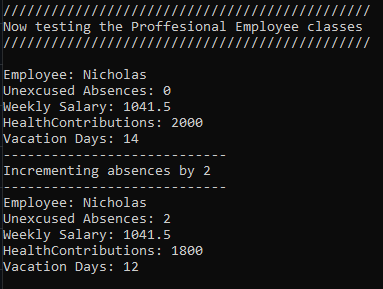 //////////////////////////////////////////////
Now testing the Proffesional Employee classes
//////////////////////////////////////////////
Employee: Nicholas
Unexcused Absences: 0
Weekly Salary: 1041.5
HealthContributions: 2000
Vacation Days: 14
----------------------------
Incrementing absences by 2
----------------------------
Employee: Nicholas
Unexcused Absences: 2
Weekly Salary: 1041.5
HealthContributions: 1800
Vacation Days: 12